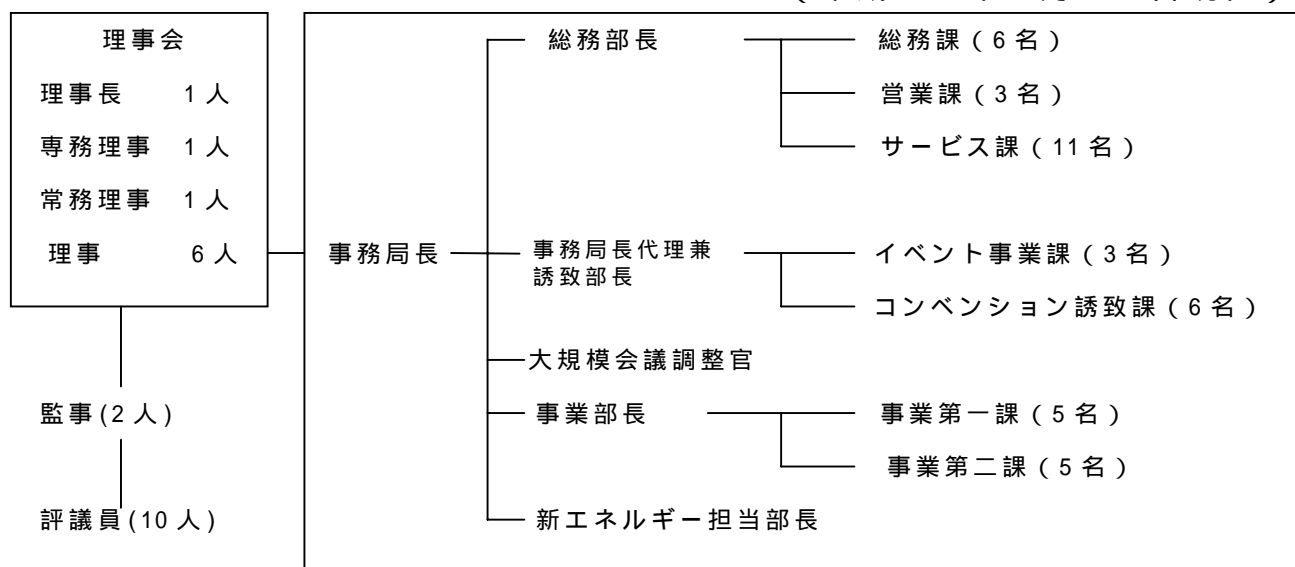 理事会
理事長 1人
専務理事 1人
常務理事 1人
理事 6人
監事(2人)
評議員(10人)
事務局長
総務部長
総務課(6名)
営業課(3名)
サービス課(11名)
事務局長代理兼
誘致部長
イベント事業課(3名)
コンベンション誘致課(6名)
大規模会議調整官
事業部長
事業第一課(5名)
事業第二課(5名)
新エネルギー担当部長